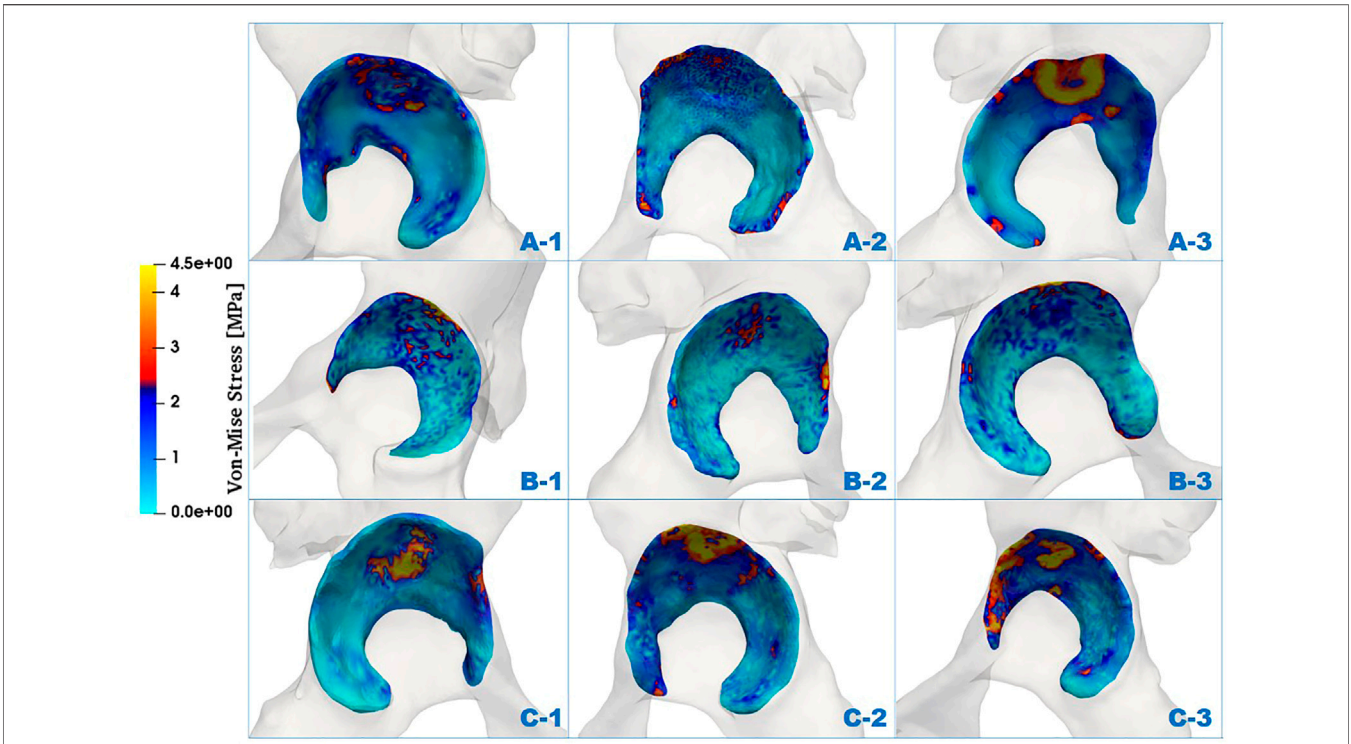 A-1
A-2
A-3
4.5e+00
4
3
2
1
0.0e+00
Von-Mise Stress [MPa]
B-1
B-2
B-3
C-1
C-2
C-3